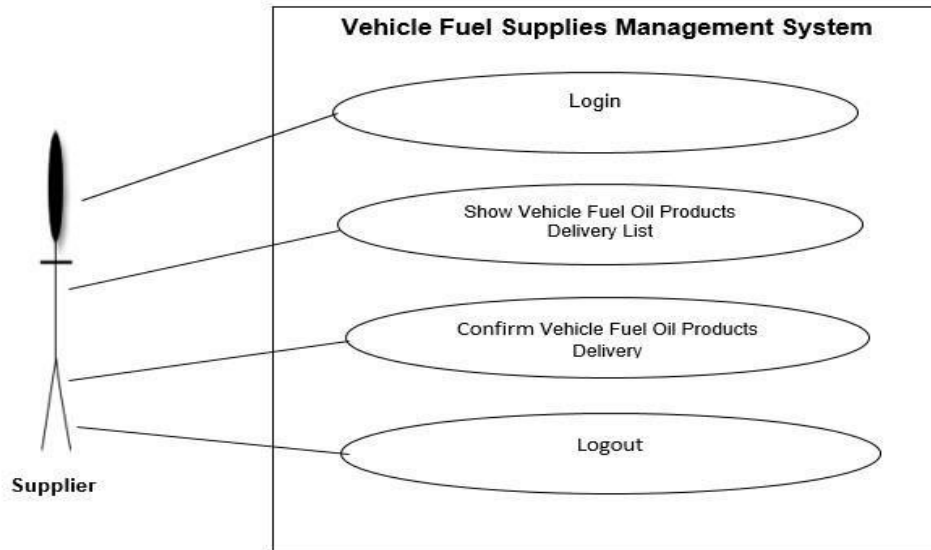 Vehicle Fuel Supplies Management System
Login
Show Vehicle Fuel Oil Products
Delivery List
Confirm Vehicle Fuel Oil Products
Delivery
Logout
Supplier